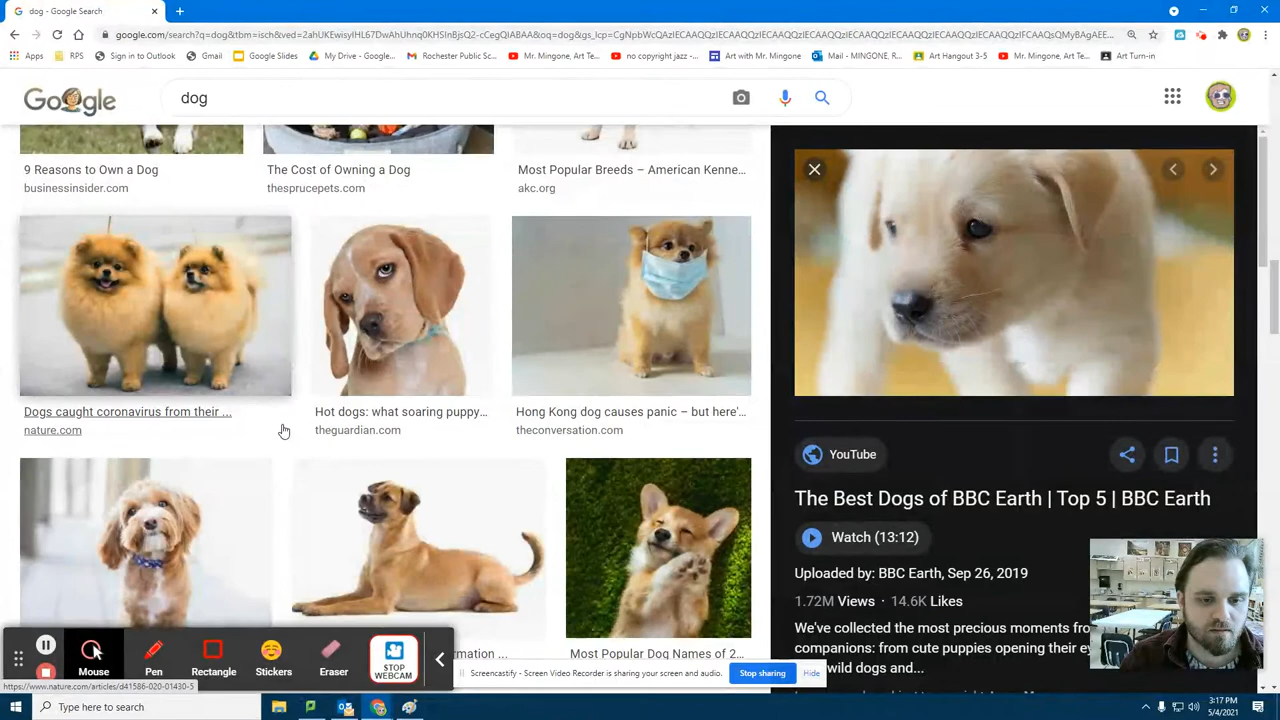 dog - Google Search
google.com/search?q=dog&tbm=isch&ved=2ahUKEwisyIHL67DwAhUhnq0KHSInBjsQ2-cCegQIABAA&oq=dog&gs_lcp=CgNpbWcQAzIECAAQQzIECAAQQzIECAAQQzIECAAQQzIECAAQQzIECAAQQzIECAAQQzIECAAQQzIFCAAQsQMyBAgAEE...
Apps RPS Sign in to Outlook Gmail Google Slides My Drive - Google... Rochester Public Sc... Mr. Mingone, Art Te... no copyright jazz -... Art with Mr. Mingone Mail - MINGONE, R... Art Hangout 3-5 Mr. Mingone, Art Te... Art Turn-in
Google
dog
9 Reasons to Own a Dog
businessinsider.com
The Cost of Owning a Dog
thesprucepets.com
Most Popular Breeds – American Kenne...
akc.org
Dogs caught coronavirus from their ...
nature.com
Hot dogs: what soaring puppy...
theguardian.com
Hong Kong dog causes panic – but here'...
theconversation.com
YouTube
The Best Dogs of BBC Earth | Top 5 | BBC Earth
Watch (13:12)
Uploaded by: BBC Earth, Sep 26, 2019
1.72M Views · 14.6K Likes
We've collected the most precious moments fro
companies: from cute puppies opening their ey
wild dogs and...
Most Popular Dog Names of 2...
Mouse
Pen
Rectangle
Stickers
Eraser
STOP
WEBCAM
Screencastify - Screen Video Recorder is sharing your screen and audio.
Stop sharing
Hide
https://www.nature.com/articles/d41586-020-01430-5
Type here to search
3:17 PM
5/4/2021